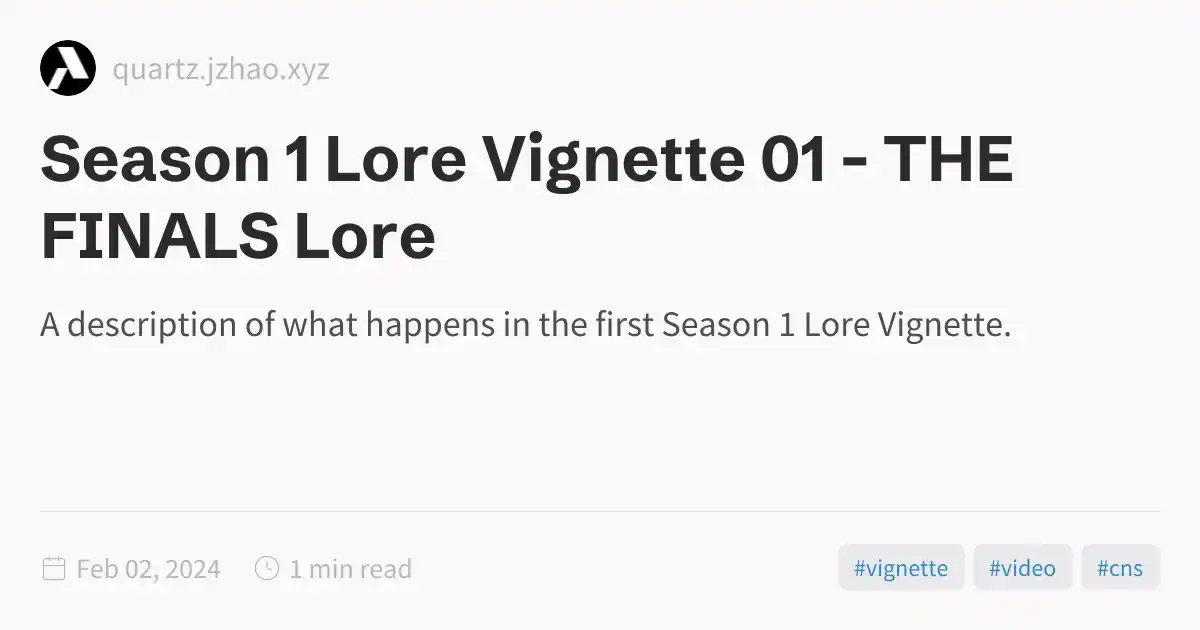 quartz.jzhao.xyz
Season 1 Lore Vignette 01 - THE
FINALS Lore
A description of what happens in the first Season 1 Lore Vignette.
Feb 02, 2024 1 min read #vignette #video #cns